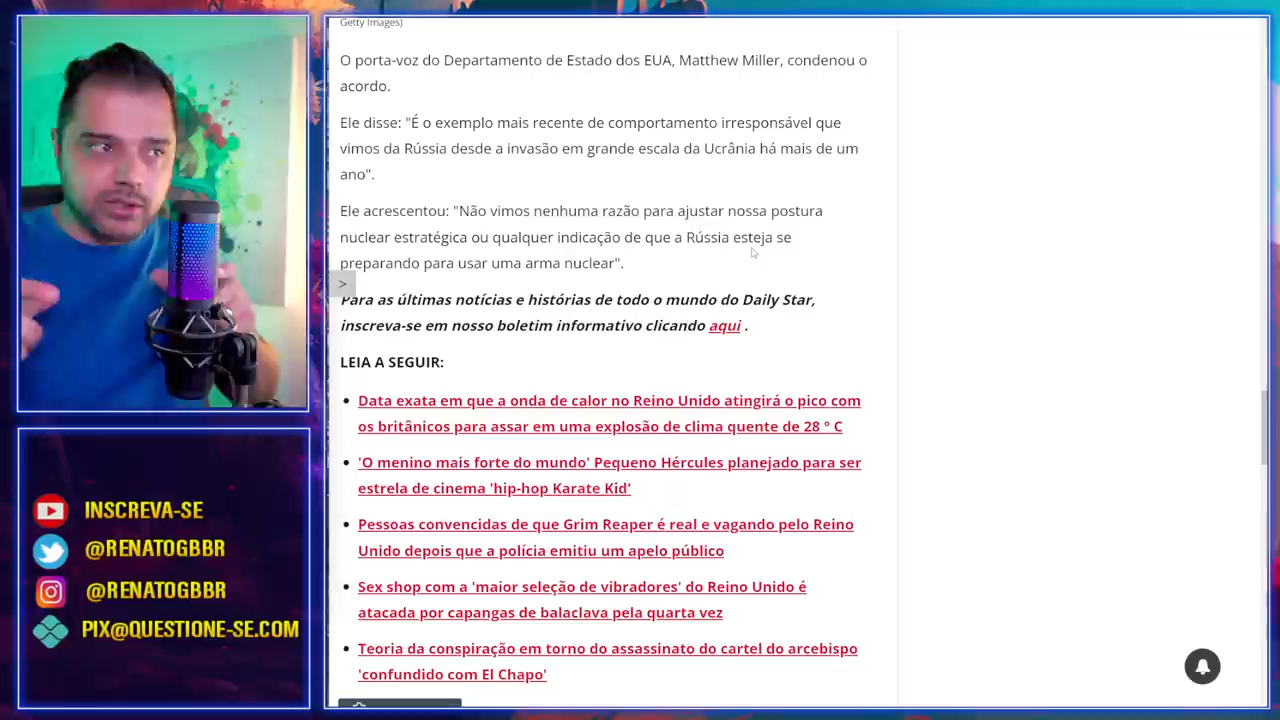 Getty Images)
O porta-voz do Departamento de Estado dos EUA, Matthew Miller, condenou o
acordo.
Ele disse: "É o exemplo mais recente de comportamento irresponsável que
vimos da Rússia desde a invasão em grande escala da Ucrânia há mais de um
ano".
Ele acrescentou: "Não vimos nenhuma razão para ajustar nossa postura
nuclear estratégica ou qualquer indicação de que a Rússia esteja se
preparando para usar uma arma nuclear".
>
Para as últimas notícias e histórias de todo o mundo do Daily Star,
inscreva-se em nosso boletim informativo clicando aqui .
LEIA A SEGUIR:
• Data exata em que a onda de calor no Reino Unido atingirá o pico com
os britânicos para assar em uma explosão de clima quente de 28 ° C
• 'O menino mais forte do mundo' Pequeno Hércules planejado para ser
estrela de cinema 'hip-hop Karate Kid'
• Pessoas convencidas de que Grim Reaper é real e vagando pelo Reino
Unido depois que a polícia emitiu um apelo público
• Sex shop com a 'maior seleção de vibradores' do Reino Unido é
atacada por capangas de balaclava pela quarta vez
• Teoria da conspiração em torno do assassinato do cartel do arcebispo
'confundido com El Chapo'
INSCREVA-SE
@RENATOGBBR
@RENATOGBBR
PIX@QUESTIONE-SE.COM